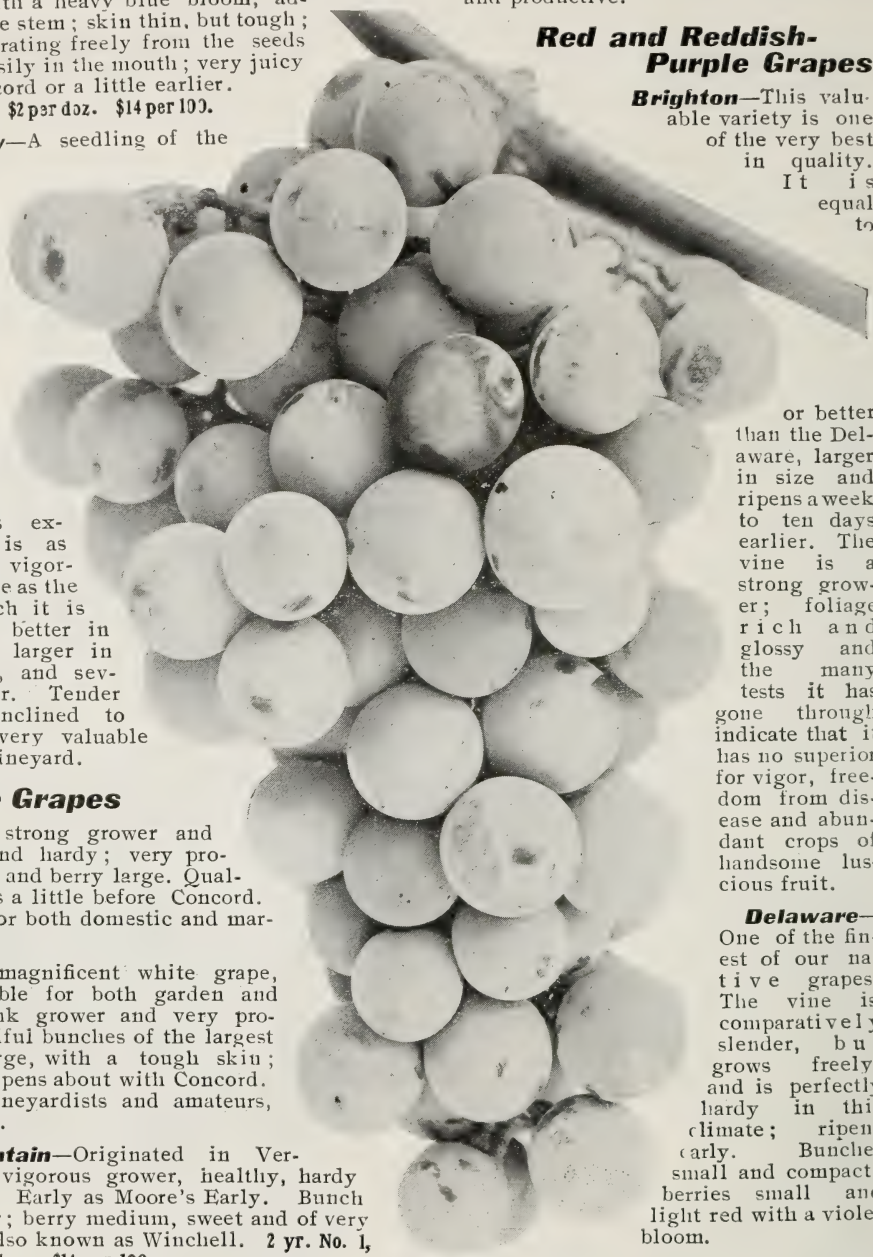 e stem ; skin thin, but tough ;
rating freely from the seeds
sily in the mouth ; very juicy
cord or a little earlier.
$2 per doz. $14 per 100.
y—A seedling of the
s ex-
is as
vigor-
e as the
ch it is
better in
larger in
, and sev-
r. Tender
nclined to
very valuable
ineyard.
Grapes
strong grower and
nd hardy ; very pro-
and berry large. Qual-
s a little before Concord.
or both domestic and mar-
magnificent white grape,
ble for both garden and
nk grower and very pro-
iful bunches of the largest
rge, with a tough skin ;
pens about with Concord.
neyardists and amateurs,
.
ntain—Originated in Ver-
vigorous grower, healthy, hardy
Early as Moore's Early. Bunch
; berry medium, sweet and of very
lso known as Winchell. 2 yr. No. 1,
Red and Reddish-
Purple Grapes
Brighton—This valu-
able variety is one
of the very best
in quality.
It is
equal
to
or better
than the Del-
aware, larger
in size and
ripens a week
to ten days
earlier. The
vine is a
strong grow-
er; foliage
rich and
glossy and
the many
tests it has
gone through
indicate that it
has no superior
for vigor, free-
dom from dis-
ease and abun-
dant crops of
handsome lus-
cious fruit.
Delaware—
One of the fin-
est of our na
tive grapes
The vine is
comparatively
slender, bu
grows freely
and is perfectly
hardy in thi
climate; ripen
early. Bunche
small and compact
berries small and
light red with a viole
bloom.